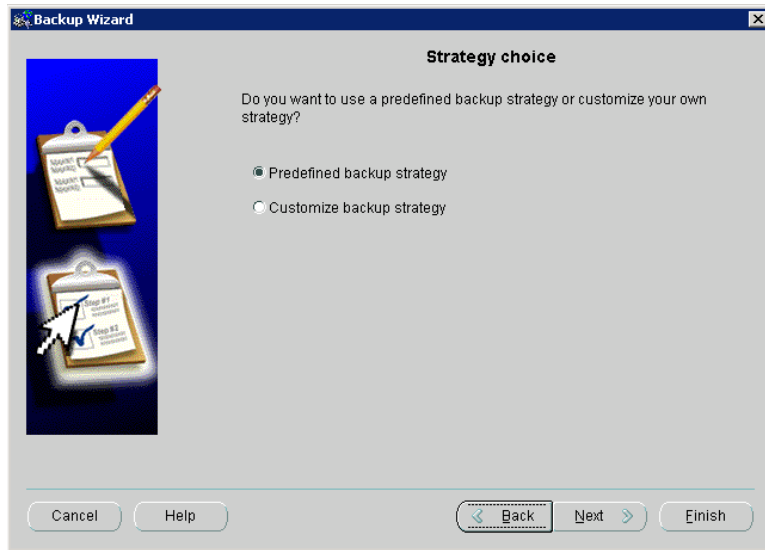 Backup Wizard
Strategy choice
Do you want to use a predefined backup strategy or customize your own
strategy?
Predefined backup strategy
Customize backup strategy
Step #1
Step #2
Cancel
Help
Back
Next
Finish